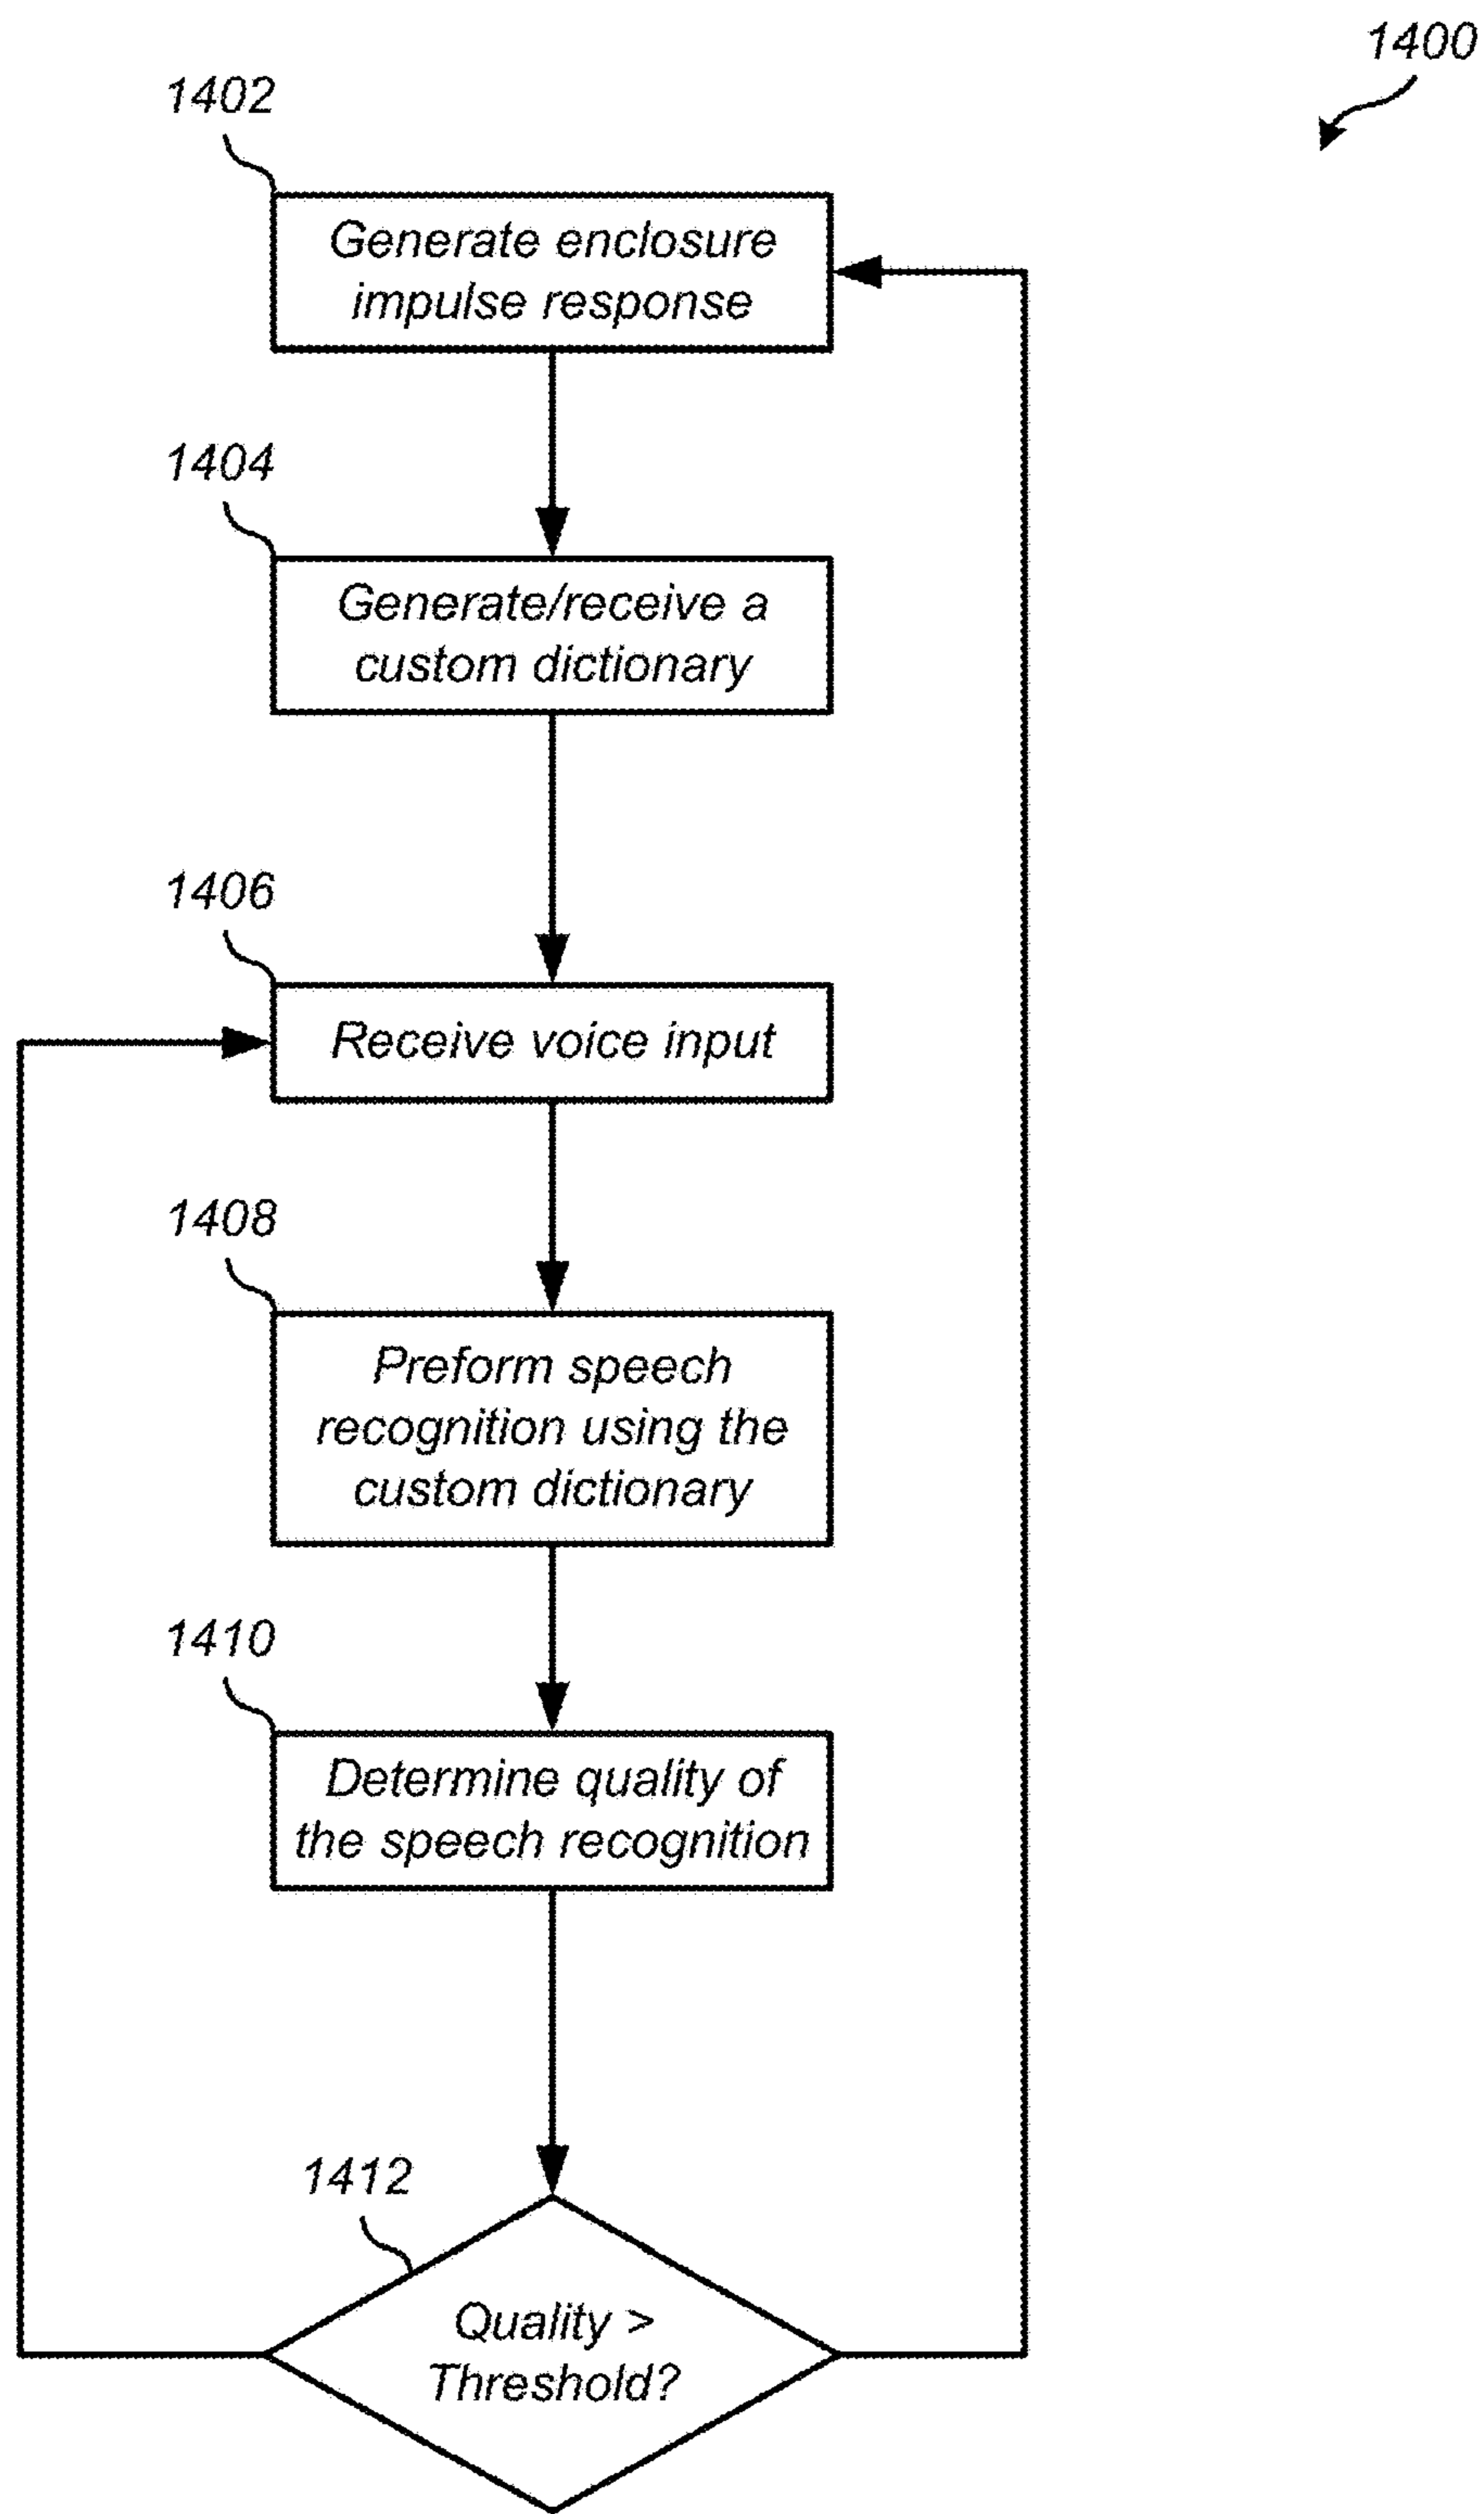 1400
1402
Generate enclosure
impulse response
1404
Generate/receive a
custom dictionary
1406
Receive voice input
1408
Preform speech
recognition using the
custom dictionary
1410
Determine quality of
the speech recognition
1412
Quality >
Threshold?